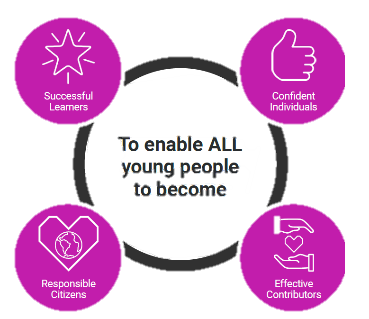 Successful
Learners
Confident
Individuals
To enable ALL
young people
to become
Responsible
Citizens
Effective
Contributors